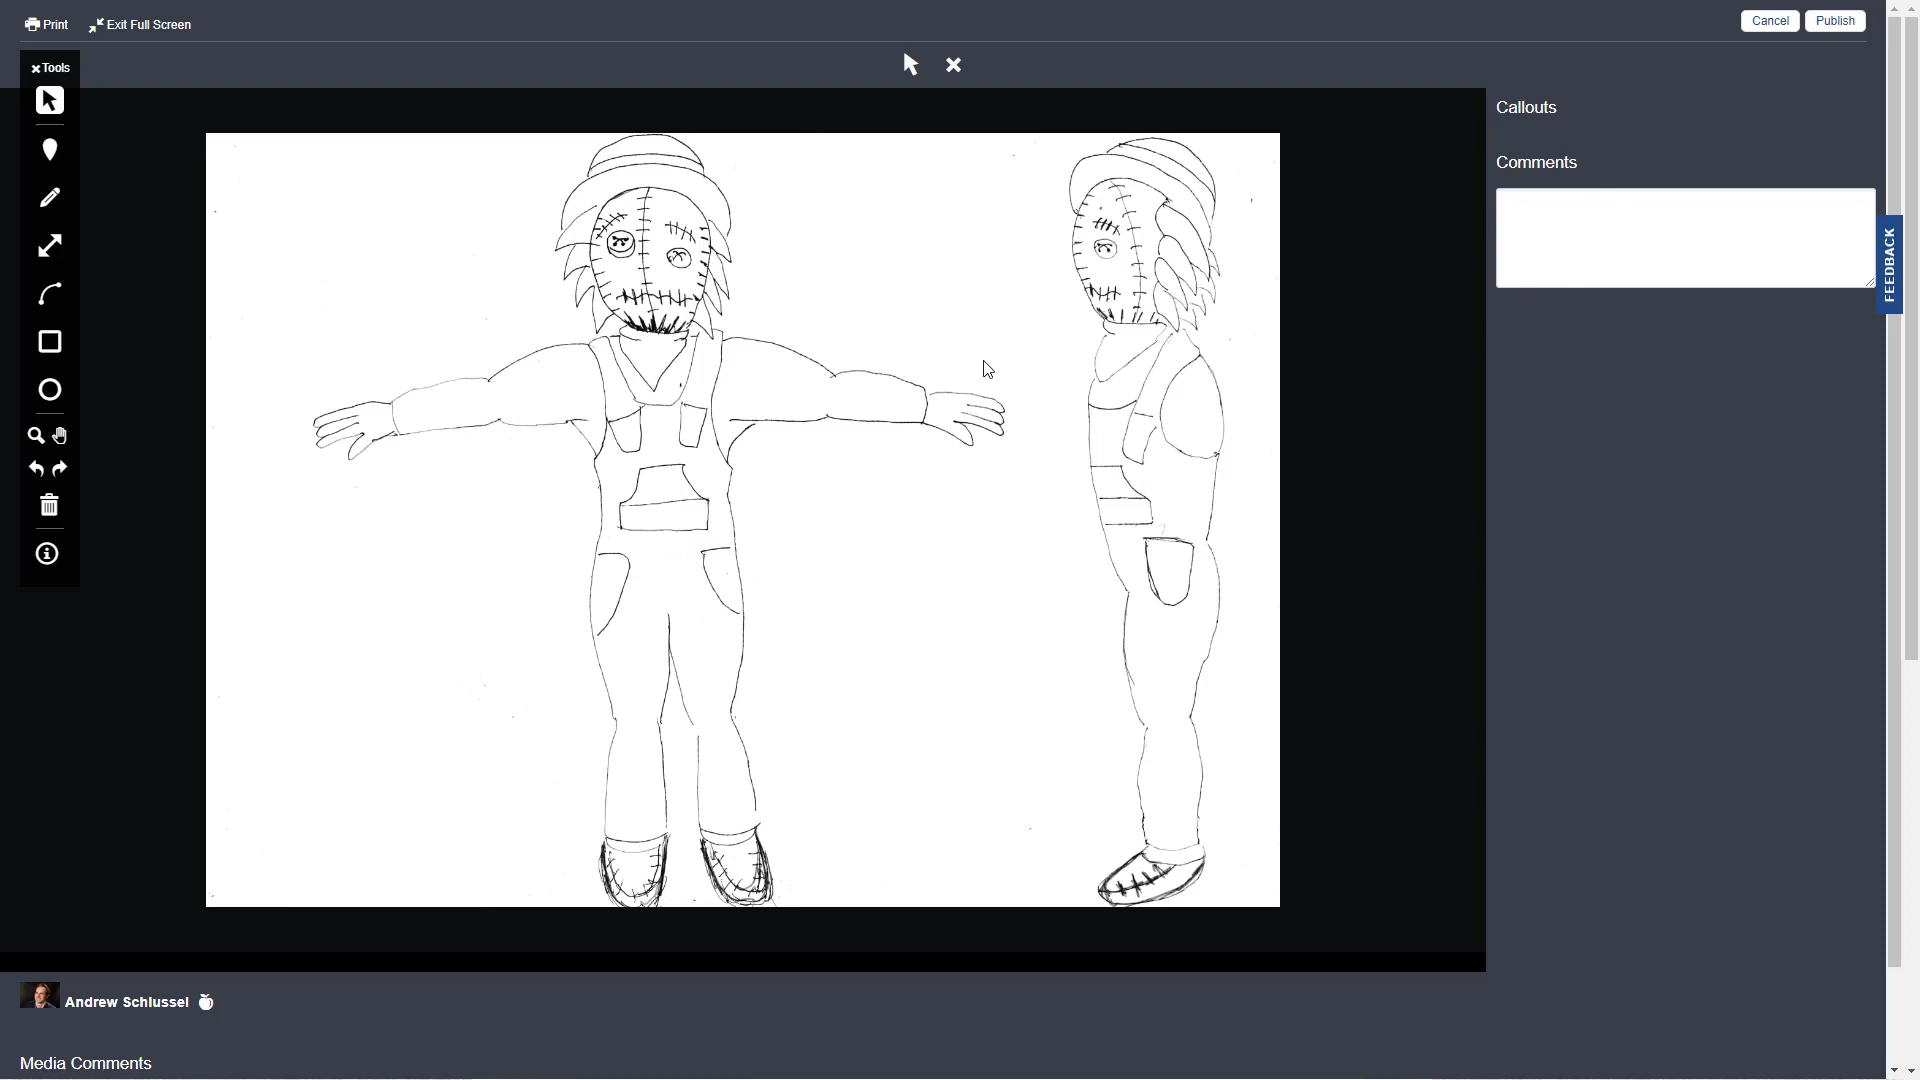 Print
Exit Full Screen
Cancel
Publish
Tools
Callouts
Comments
FEEDBACK
Andrew Schlussel
Media Comments